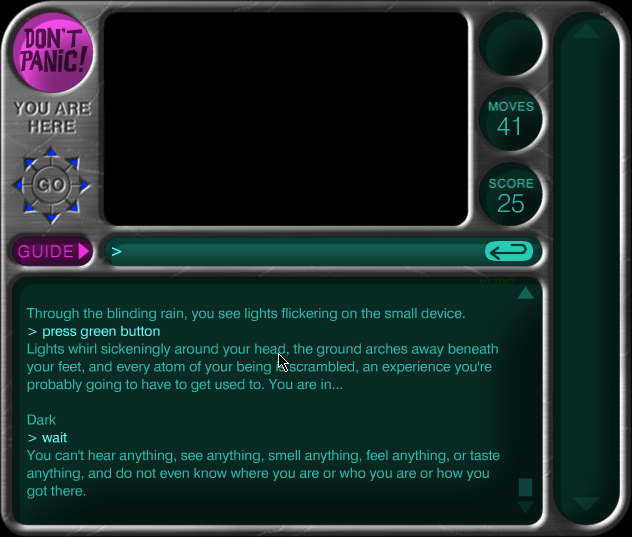 DON'T
PANIC!
YOU ARE
HERE
GO
MOVES
41
SCORE
25
GUIDE
>
Through the blinding rain, you see lights flickering on the small device.
> press green button
Lights whirl sickeningly around your head, the ground arches away beneath
your feet, and every atom of your being is scrambled, an experience you're
probably going to have to get used to. You are in...
Dark
> wait
You can't hear anything, see anything, smell anything, feel anything, or taste
anything, and do not even know where you are or who you are or how you
got there.